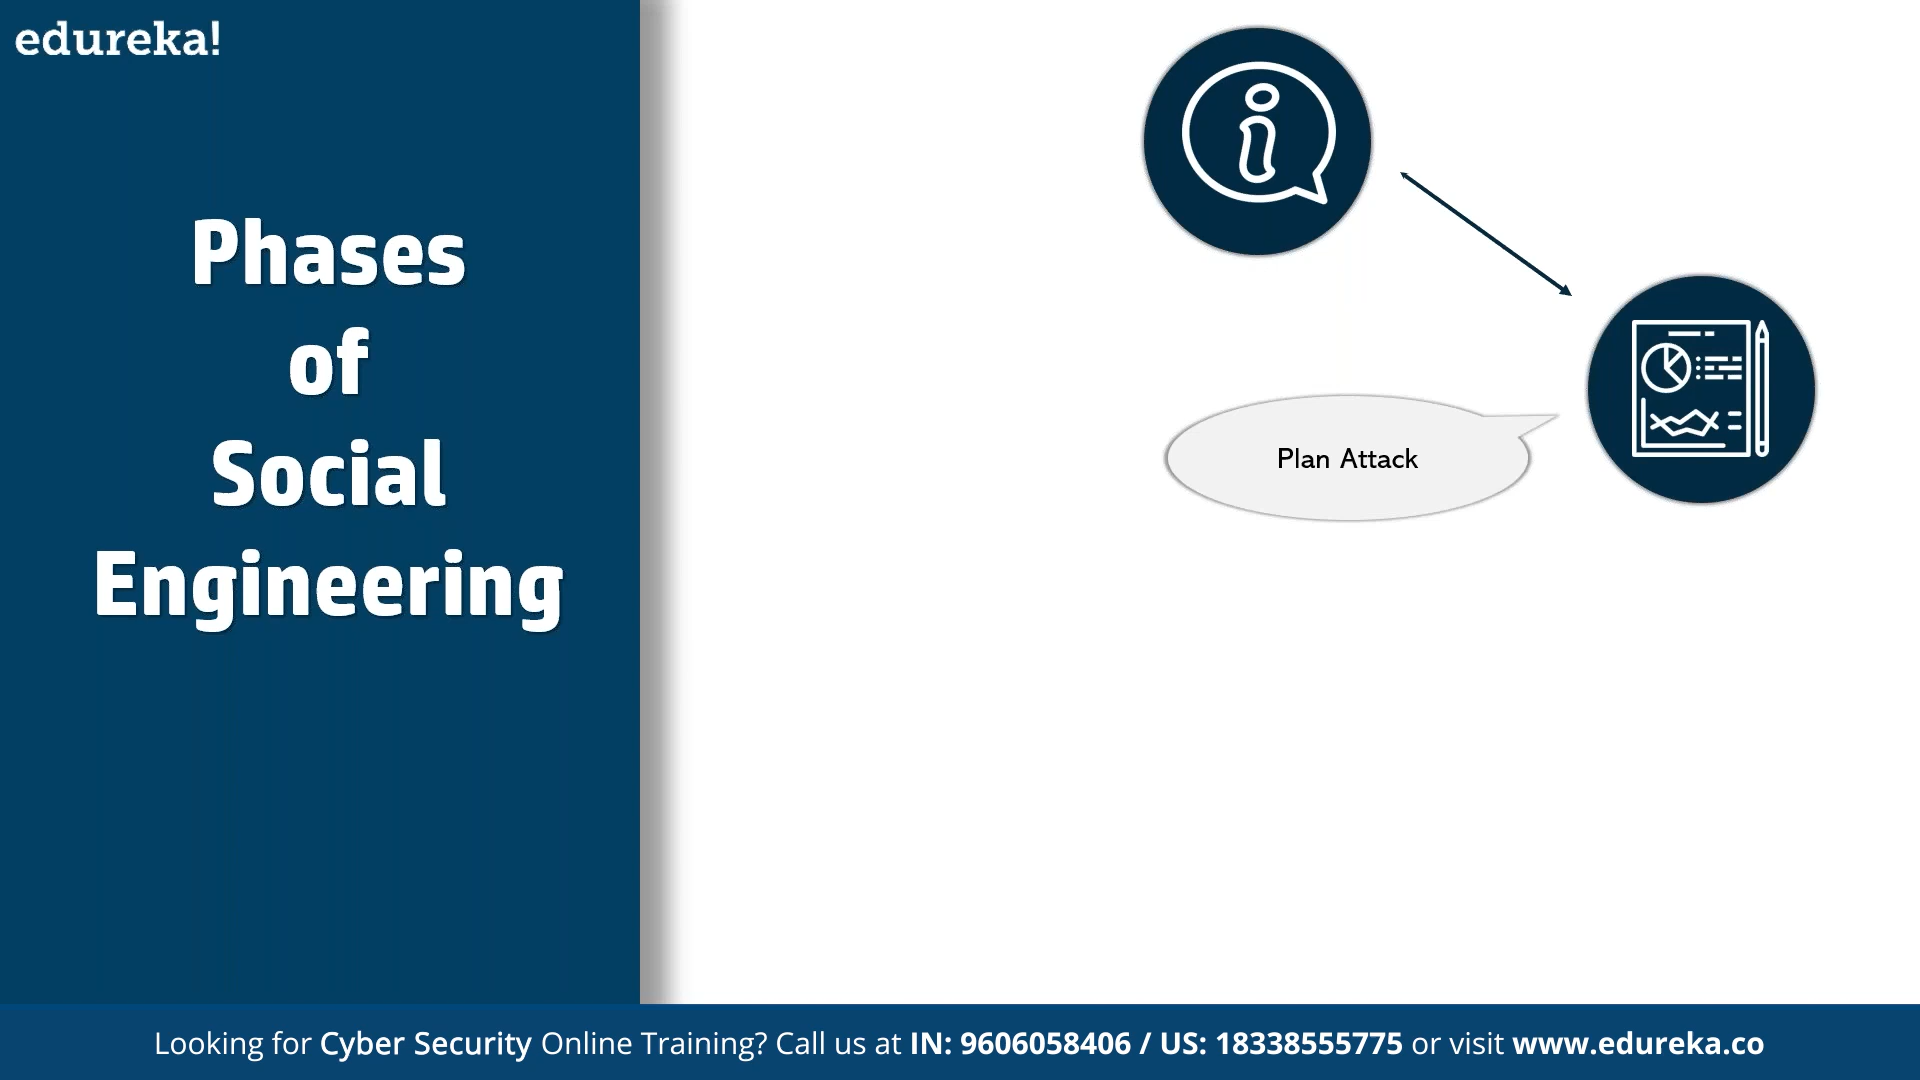 edureka!
Phases
of
Social
Engineering
Plan Attack
Looking for Cyber Security Online Training? Call us at IN: 9606058406 / US: 18338555775 or visit www.edureka.co